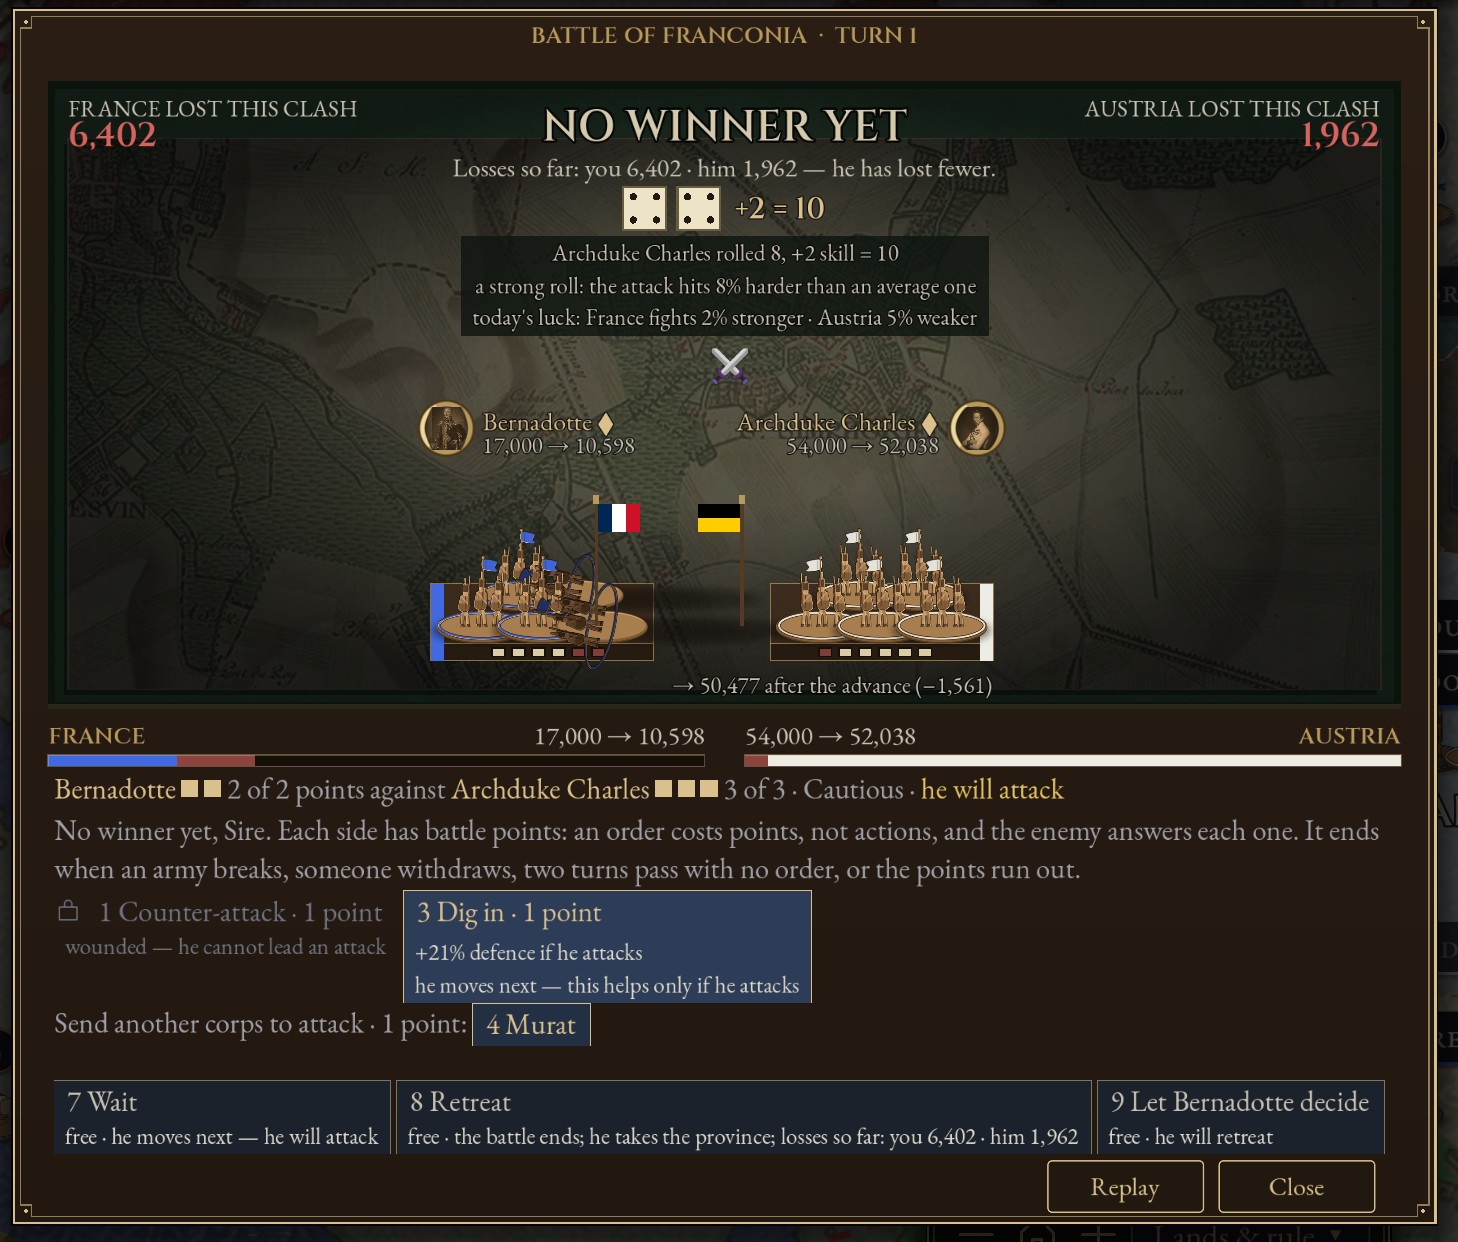 BATTLE OF FRANCONIA · TURN 1
FRANCE LOST THIS CLASH
6,402
NO WINNER YET
AUSTRIA LOST THIS CLASH
1,962
Losses so far: you 6,402 · him 1,962 — he has lost fewer.
+2 = 10
Archduke Charles rolled 8, +2 skill = 10
a strong roll: the attack hits 8% harder than an average one
today's luck: France fights 2% stronger · Austria 5% weaker
Bernadotte
17,000 → 10,598
Archduke Charles
54,000 → 52,038
ESVIN
→ 50,477 after the advance (−1,561)
FRANCE 17,000 → 10,598
54,000 → 52,038 AUSTRIA
Bernadotte 2 of 2 points against Archduke Charles 3 of 3 · Cautious · he will attack
No winner yet, Sire. Each side has battle points: an order costs points, not actions, and the enemy answers each one. It ends
when an army breaks, someone withdraws, two turns pass with no order, or the points run out.
1 Counter-attack · 1 point
wounded — he cannot lead an attack
3 Dig in · 1 point
+21% defence if he attacks
he moves next — this helps only if he attacks
Send another corps to attack · 1 point: 4 Murat
7 Wait
free · he moves next — he will attack
8 Retreat
free · the battle ends; he takes the province; losses so far: you 6,402 · him 1,962
9 Let Bernadotte decide
free · he will retreat
Replay
Close
Lands & rule